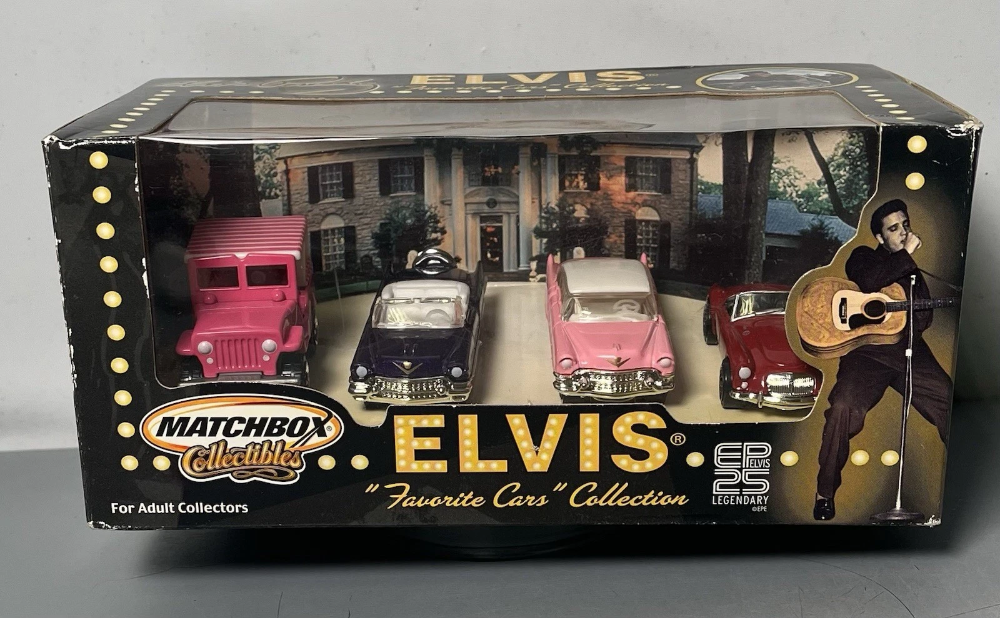 ELVIS®
MATCHBOX®
Collectibles
For Adult Collectors
ELVIS®
"Favorite Cars" Collection
EP
ELVIS
25
LEGENDARY
©EPE